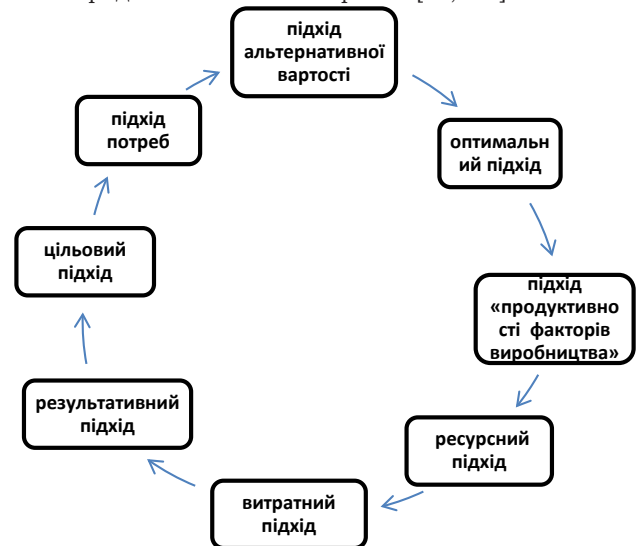 підхід
альтернативної
вартості
оптимальн
ий підхід
підхід
«продуктивно
сті факторів
виробництва»
ресурсний
підхід
витратний
підхід
результативний
підхід
цільовий
підхід
підхід
потреб